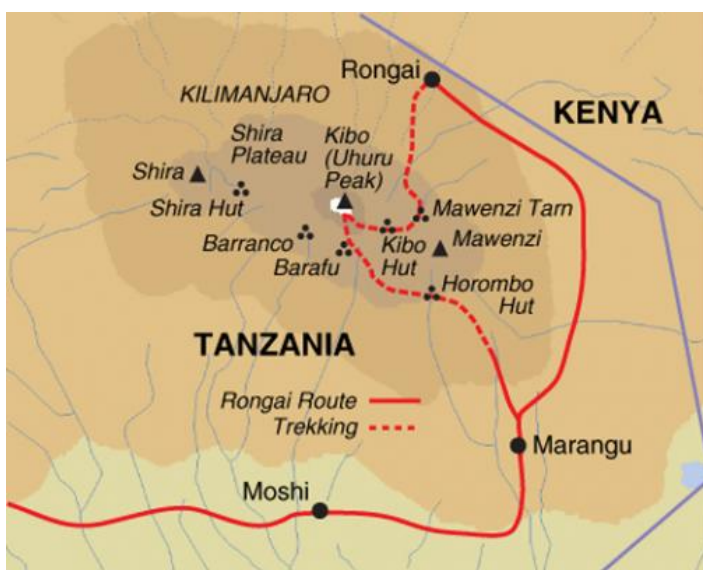 Rongai
KILIMANJARO
KENYA
Shira
Plateau
Kibo
(Uhuru
Peak)
Shira
Shira Hut
Mawenzi Tarn
Barranco
Kibo
Hut
Mawenzi
Barafu
Horombo
Hut
TANZANIA
Rongai Route
Trekking
Marangu
Moshi